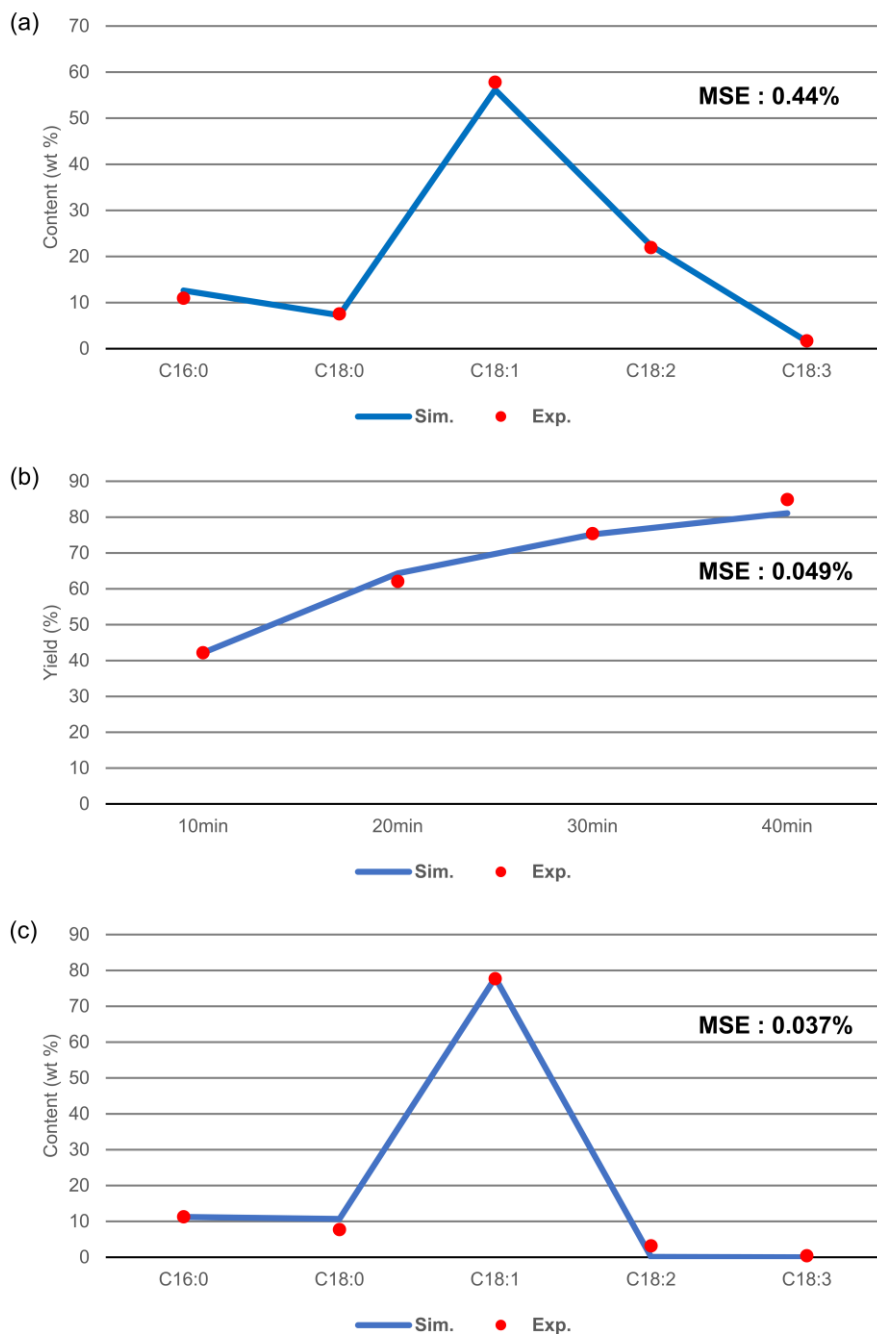 (a)
70
60
50
40
30
20
10
0
Content (wt %)
MSE : 0.44%
C16:0 C18:0 C18:1 C18:2 C18:3
Sim. Exp.
(b)
90
80
70
60
50
40
30
20
10
0
Yield (%)
MSE : 0.049%
10min 20min 30min 40min
Sim. Exp.
(c)
90
80
70
60
50
40
30
20
10
0
Content (wt %)
MSE : 0.037%
C16:0 C18:0 C18:1 C18:2 C18:3
Sim. Exp.